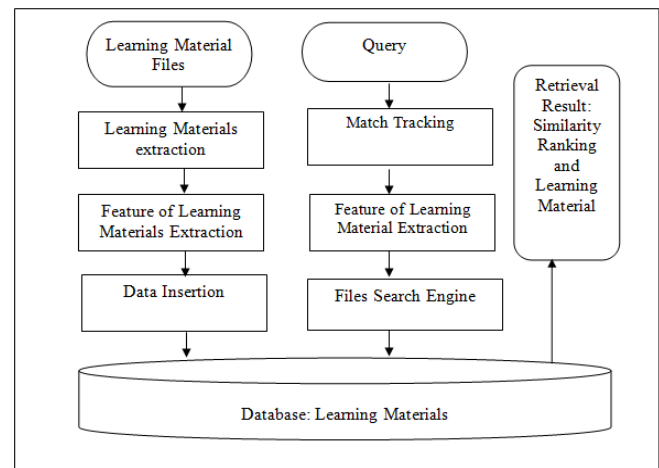 Learning Material
Files
Learning Materials
extraction
Feature of Learning
Materials Extraction
Data Insertion
Query
Match Tracking
Feature of Learning
Material Extraction
Files Search Engine
Retrieval
Result:
Similarity
Ranking
and
Learning
Material
Database: Learning Materials